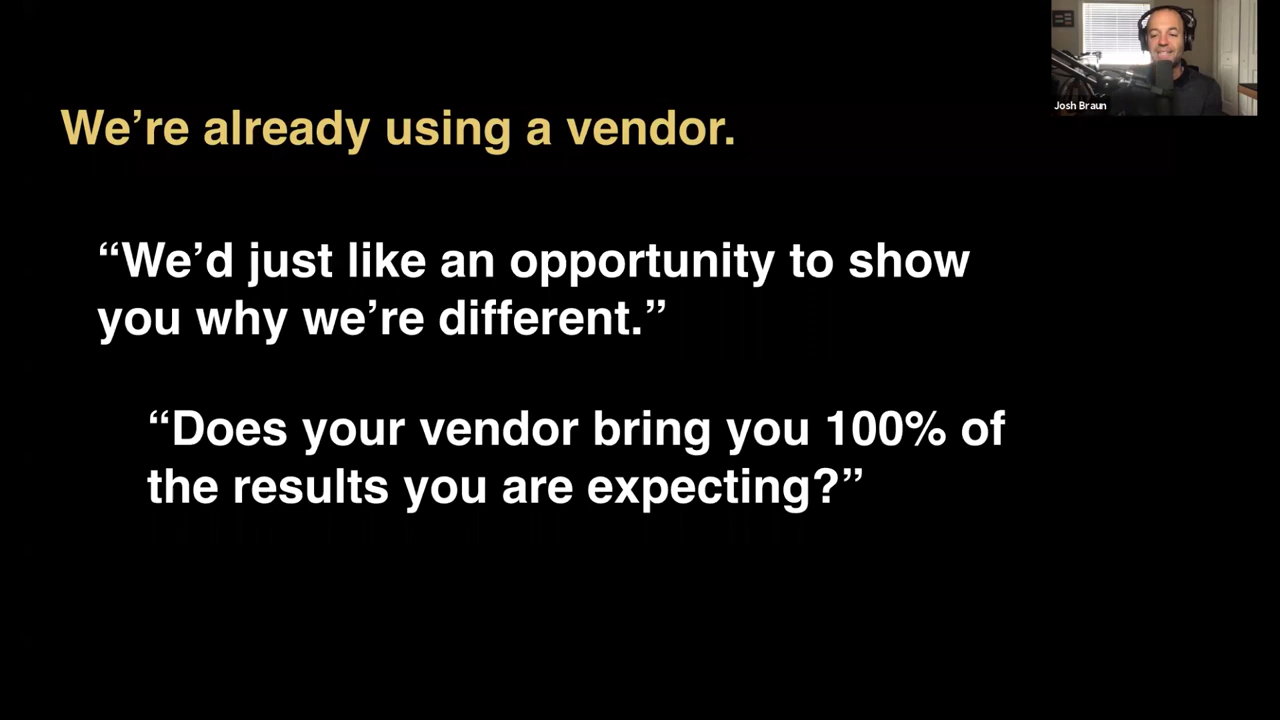 Josh Braun
We’re already using a vendor.
“We’d just like an opportunity to show
you why we’re different.”
“Does your vendor bring you 100% of
the results you are expecting?”